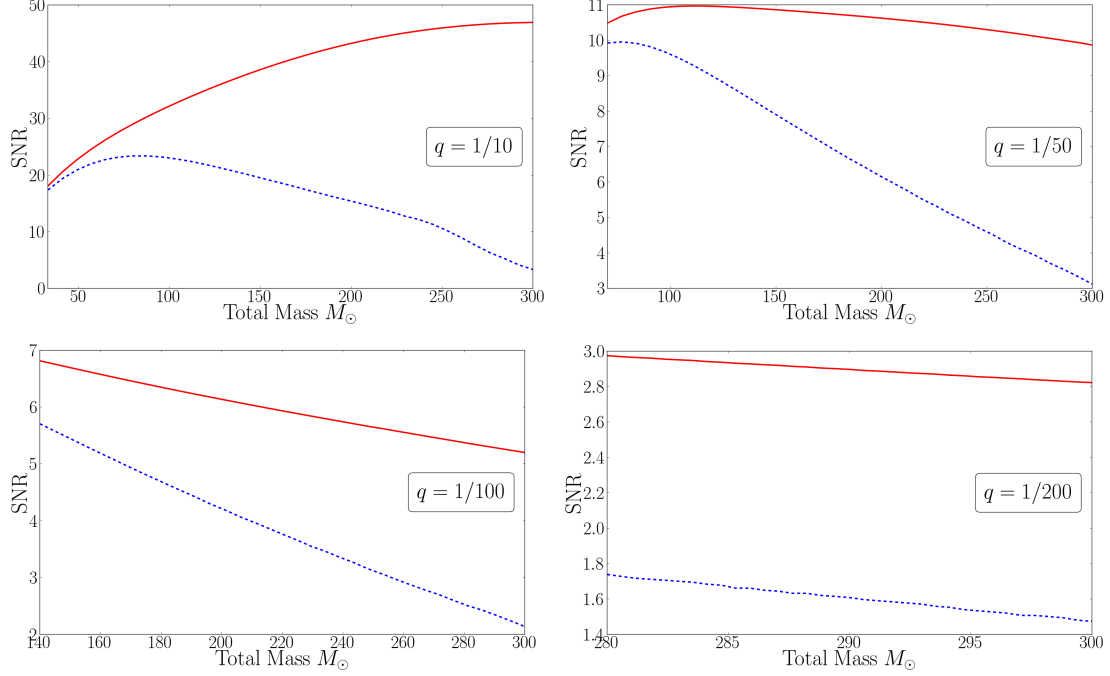 50
40
30
20
10
0
SNR
q = 1/10
50 100 150 200 250 300
Total Mass M⊙
11
10
9
8
7
6
5
4
3
SNR
q = 1/50
100 150 200 250 300
Total Mass M⊙
7
6
5
4
3
2
SNR
q = 1/100
140 160 180 200 220 240 260 280 300
Total Mass M⊙
3.0
2.8
2.6
2.4
2.2
2.0
1.8
1.6
1.4
SNR
q = 1/200
280 285 290 295 300
Total Mass M⊙